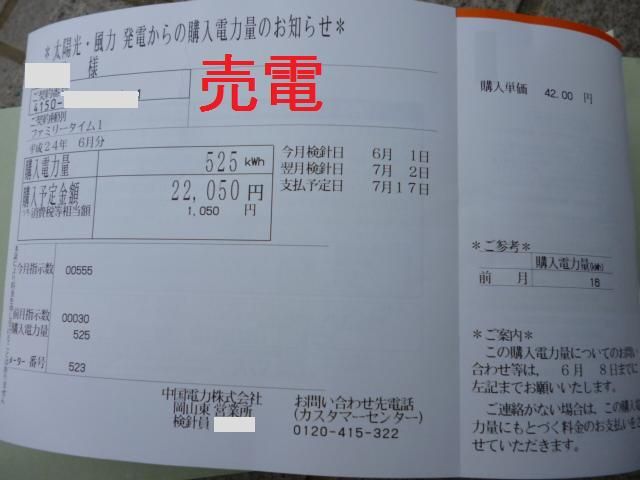 *太陽光・風力 発電からの購入電力量のお知らせ*
様
売電
4150-
ご契約種別
ファミリータイム1
平成24年 6月分
購入電力量 525 kWh
購入予定金額 22,050 円
うち消費税等相当額 1,050 円
今月検針日 6月 1日
翌月検針日 7月 2日
支払予定日 7月17日
今月指示数 00555
前月指示数 00030
購入電力量 525
メーター番号 523
中国電力株式会社
岡山東営業所
検針員
お問い合わせ先電話
(カスタマーセンター)
0120-415-322
購入単価 42.00 円
*ご参考*
購入電力量(kWh)
前 月 16
*ご案内*
この購入電力量についてのお問い
合わせ等は、 6月 8日までに
左記までお願いいたします。
ご連絡がない場合は、この購入電
力量にもとづく料金のお支払いをさ
せていただきます。